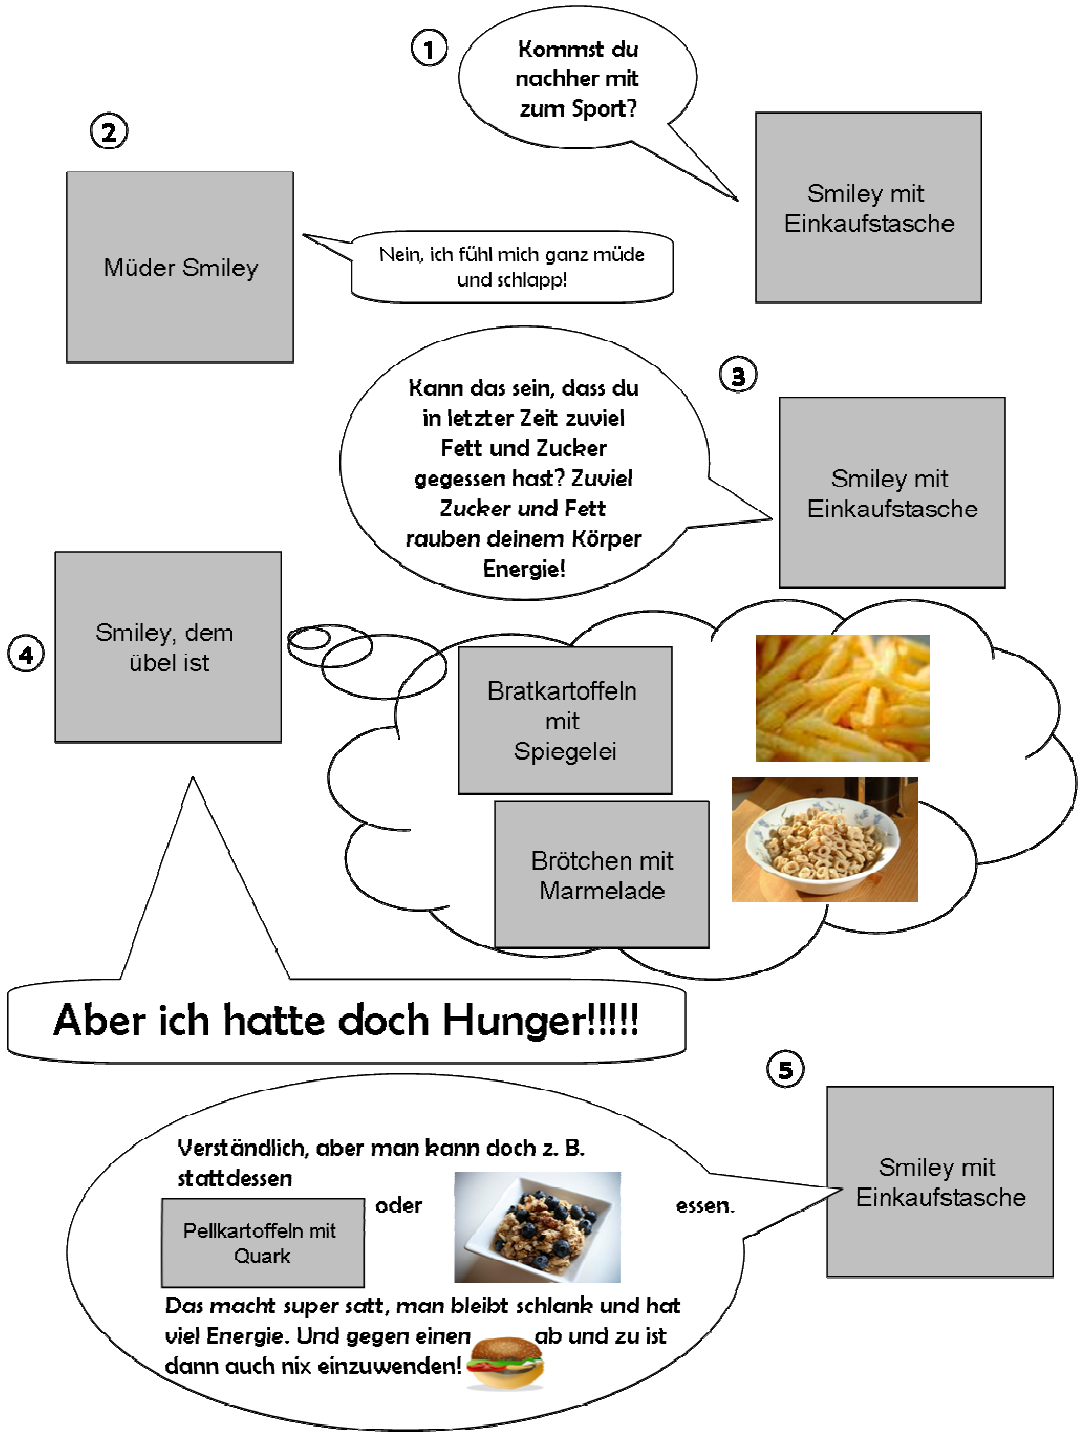 1
Kommst du
nachher mit
zum Sport?
Smiley mit
Einkaufstasche
2
Müder Smiley
Nein, ich fühl mich ganz müde
und schlapp!
3
Kann das sein, dass du
in letzter Zeit zuviel
Fett und Zucker
gegessen hast? Zuviel
Zucker und Fett
rauben deinem Körper
Energie!
Smiley mit
Einkaufstasche
4
Smiley, dem
übel ist
Bratkartoffeln
mit
Spiegelei
Brötchen mit
Marmelade
Aber ich hatte doch Hunger!!!!!
5
Smiley mit
Einkaufstasche
Verständlich, aber man kann doch z. B.
stattdessen
Pellkartoffeln mit
Quark
oder
essen.
Das macht super satt, man bleibt schlank und hat
viel Energie. Und gegen einen ab und zu ist
dann auch nix einzuwenden!